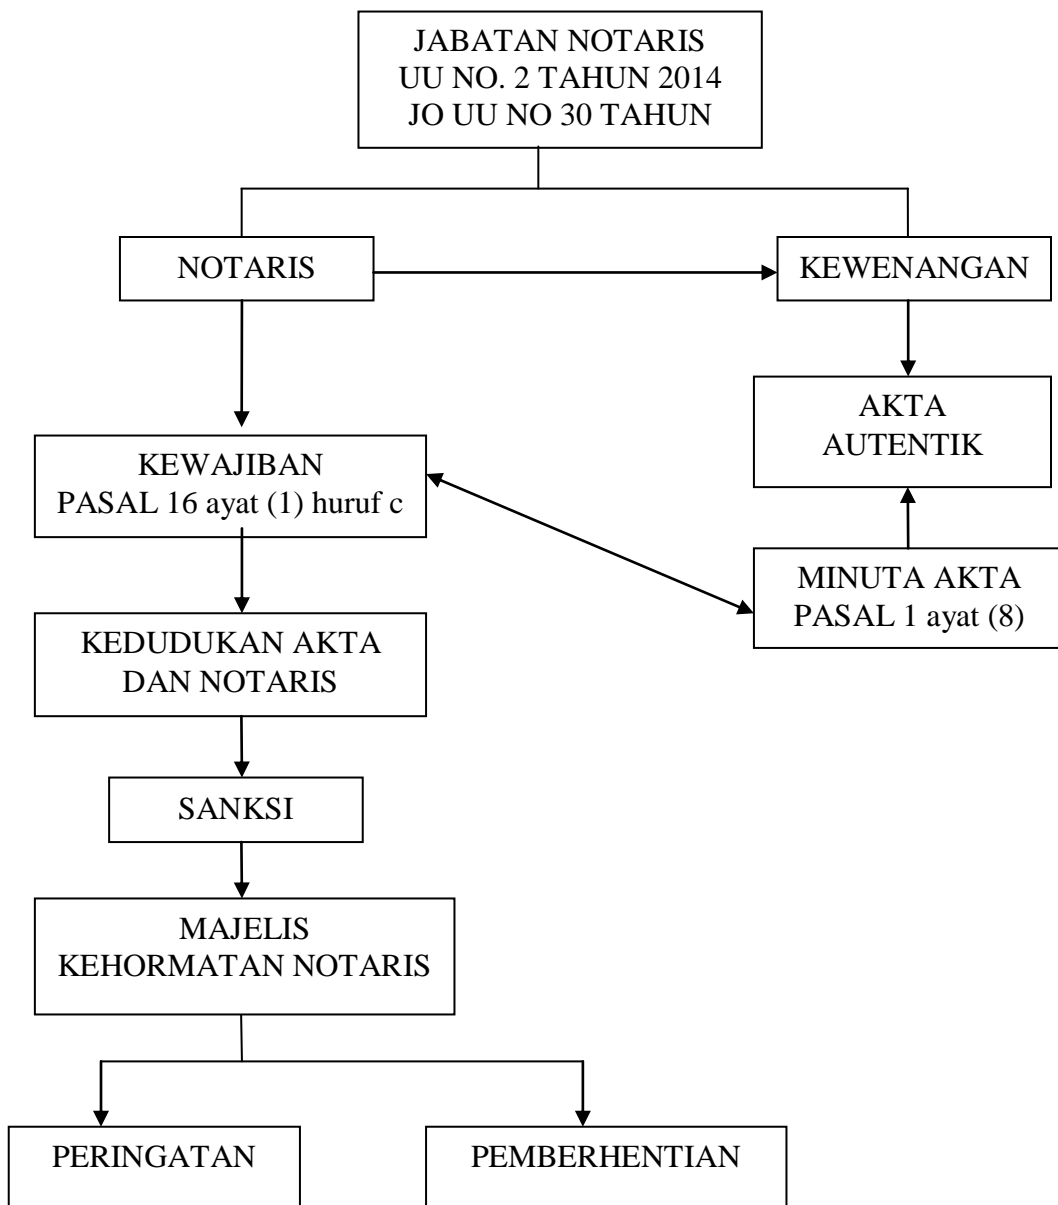 JABATAN NOTARIS
UU NO. 2 TAHUN 2014
JO UU NO 30 TAHUN
NOTARIS
KEWENANGAN
AKTA
AUTENTIK
KEWAJIBAN
PASAL 16 ayat (1) huruf c
MINUTA AKTA
PASAL 1 ayat (8)
KEDUDUKAN AKTA
DAN NOTARIS
SANKSI
MAJELIS
KEHORMATAN NOTARIS
PERINGATAN
PEMBERHENTIAN